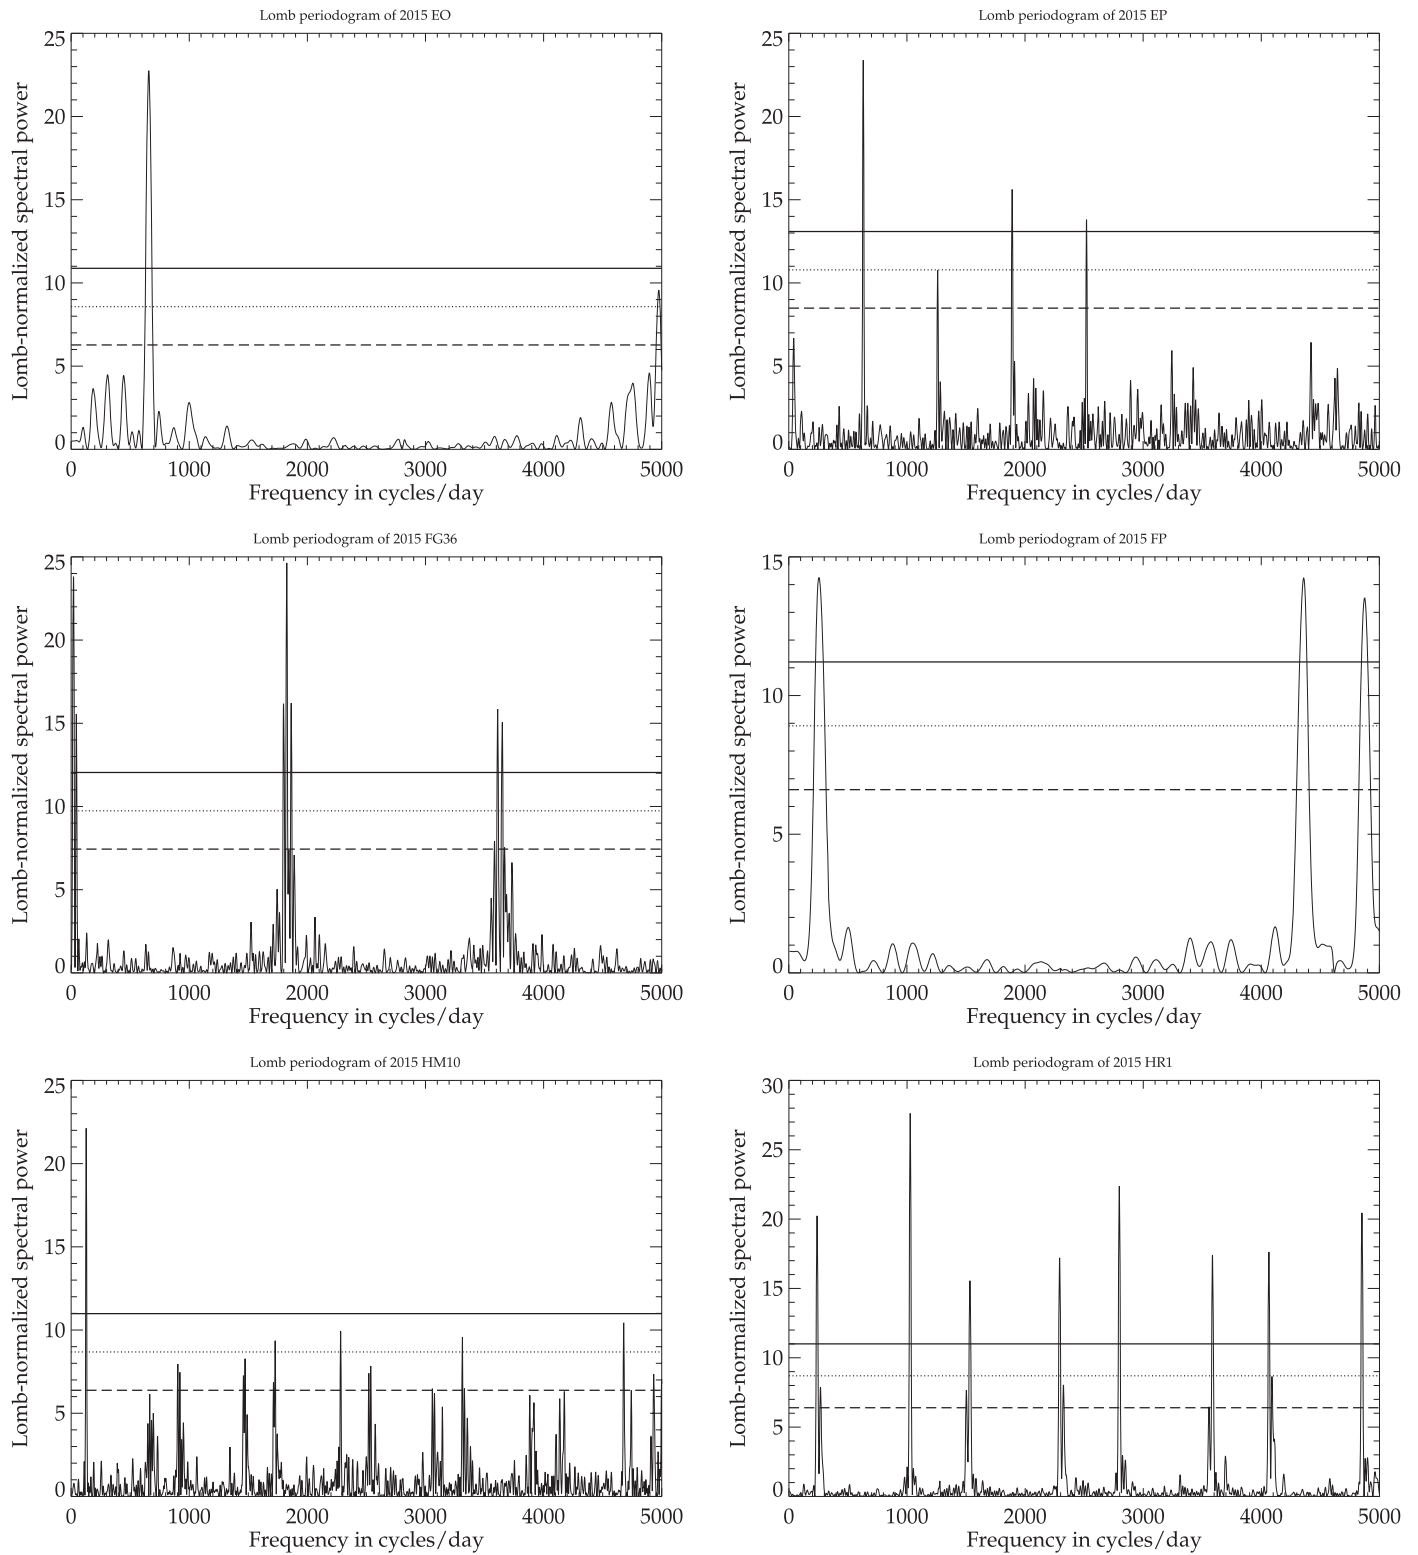 Lomb periodogram of 2015 EO
Lomb-normalized spectral power
25
20
15
10
5
0
0 1000 2000 3000 4000 5000
Frequency in cycles/day
Lomb periodogram of 2015 EP
Lomb-normalized spectral power
25
20
15
10
5
0
0 1000 2000 3000 4000 5000
Frequency in cycles/day
Lomb periodogram of 2015 FG36
Lomb-normalized spectral power
25
20
15
10
5
0
0 1000 2000 3000 4000 5000
Frequency in cycles/day
Lomb periodogram of 2015 FP
Lomb-normalized spectral power
15
10
5
0
0 1000 2000 3000 4000 5000
Frequency in cycles/day
Lomb periodogram of 2015 HM10
Lomb-normalized spectral power
25
20
15
10
5
0
0 1000 2000 3000 4000 5000
Frequency in cycles/day
Lomb periodogram of 2015 HR1
Lomb-normalized spectral power
30
25
20
15
10
5
0
0 1000 2000 3000 4000 5000
Frequency in cycles/day